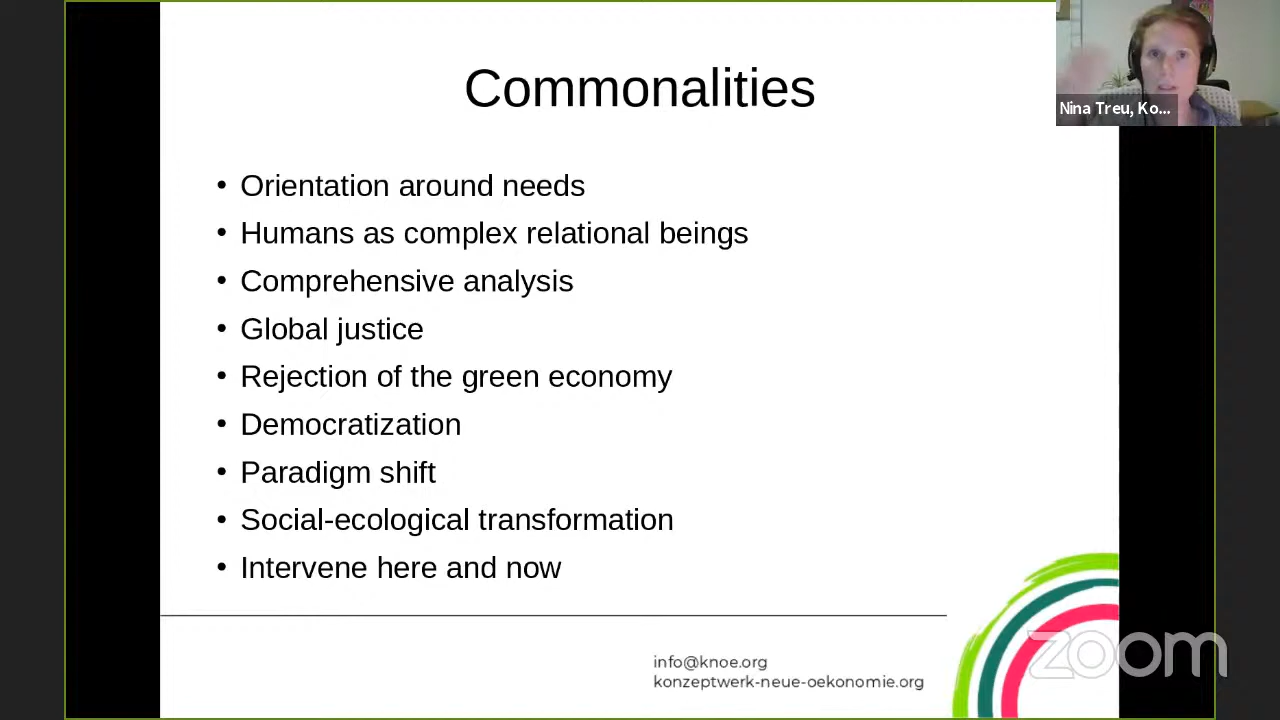 Commonalities
Nina Treu, Ko...
• Orientation around needs
• Humans as complex relational beings
• Comprehensive analysis
• Global justice
• Rejection of the green economy
• Democratization
• Paradigm shift
• Social-ecological transformation
• Intervene here and now
info@knoe.org
konzeptwerk-neue-oekonomie.org
zoom